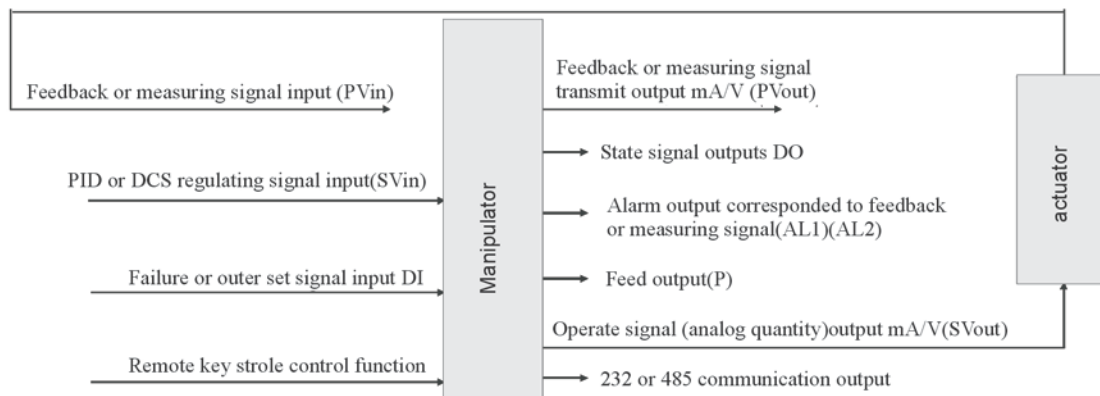 Feedback or measuring signal input (PVin)
PID or DCS regulating signal input(SVin)
Failure or outer set signal input DI
Remote key strole control function
Manipulator
Feedback or measuring signal
transmit output mA/V (PVout)
State signal outputs DO
Alarm output corresponded to feedback
or measuring signal(AL1)(AL2)
Feed output(P)
Operate signal (analog quantity)output mA/V(SVout)
232 or 485 communication output
actuator